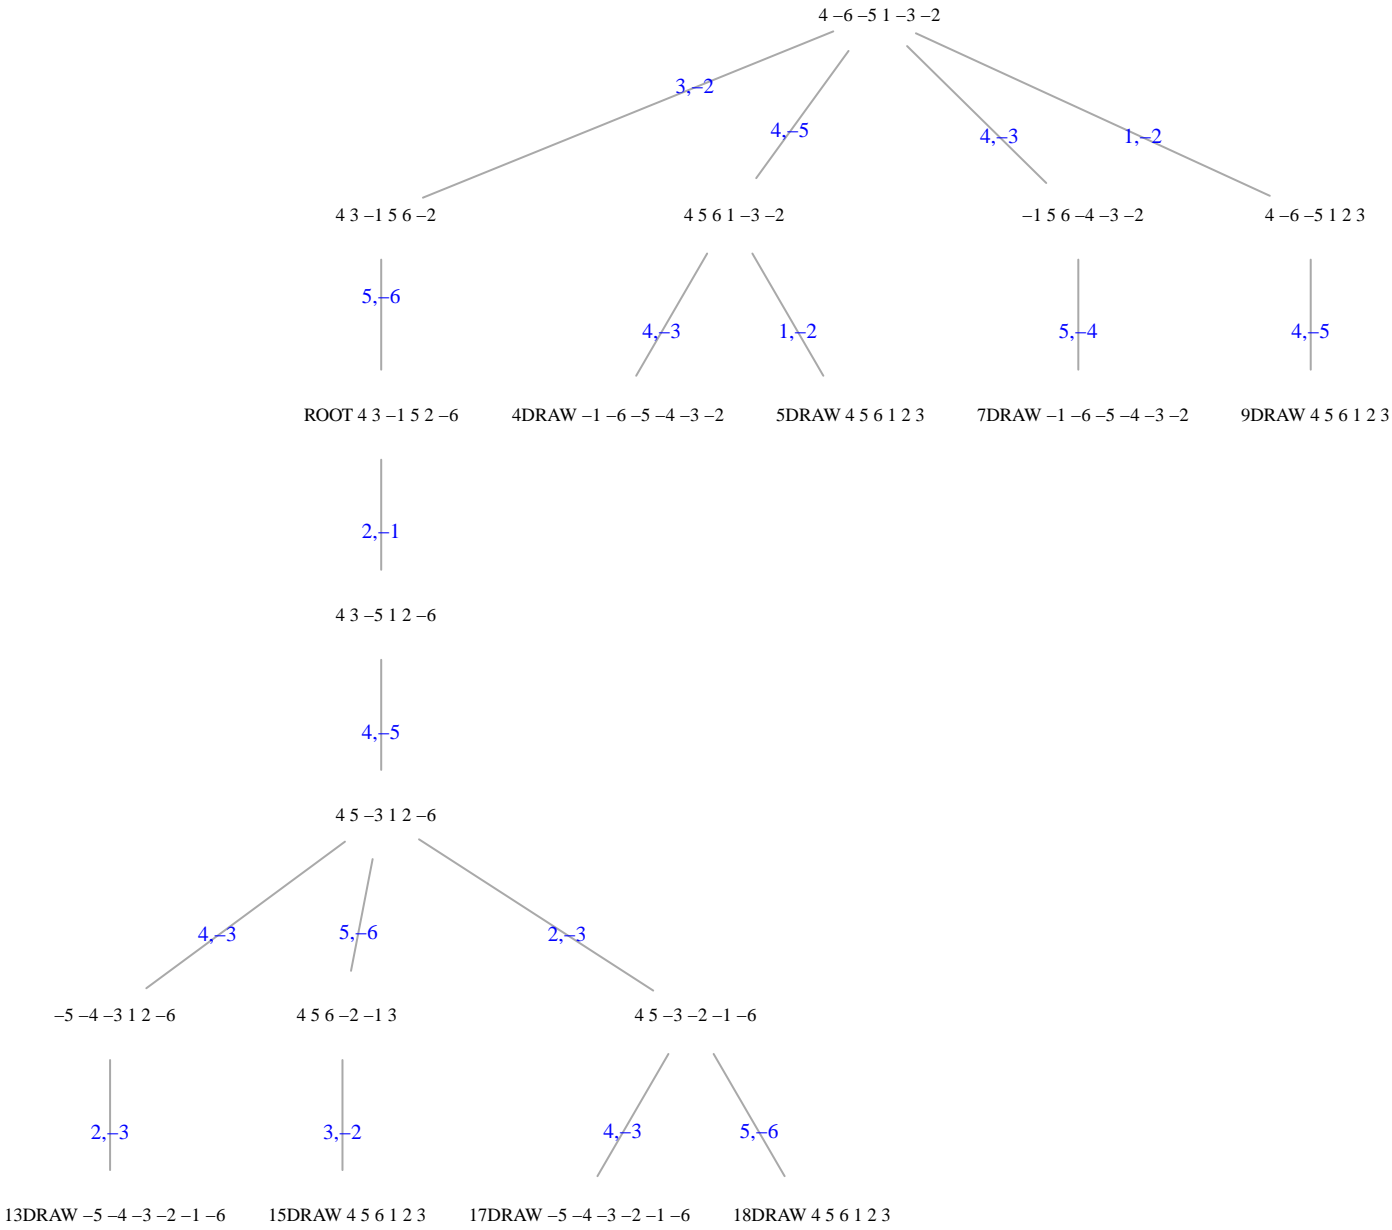 4 –6 –5 1 –3 –2
3,–2
4,–5
4,–3
1,–2
4 3 –1 5 6 –2
4 5 6 1 –3 –2
–1 5 6 –4 –3 –2
4 –6 –5 1 2 3
5,–6
4,–3
1,–2
5,–4
4,–5
ROOT 4 3 –1 5 2 –6
4DRAW –1 –6 –5 –4 –3 –2
5DRAW 4 5 6 1 2 3
7DRAW –1 –6 –5 –4 –3 –2
9DRAW 4 5 6 1 2 3
2,–1
4 3 –5 1 2 –6
4,–5
4 5 –3 1 2 –6
4,–3
5,–6
2,–3
–5 –4 –3 1 2 –6
4 5 6 –2 –1 3
4 5 –3 –2 –1 –6
2,–3
3,–2
4,–3
5,–6
13DRAW –5 –4 –3 –2 –1 –6
15DRAW 4 5 6 1 2 3
17DRAW –5 –4 –3 –2 –1 –6
18DRAW 4 5 6 1 2 3